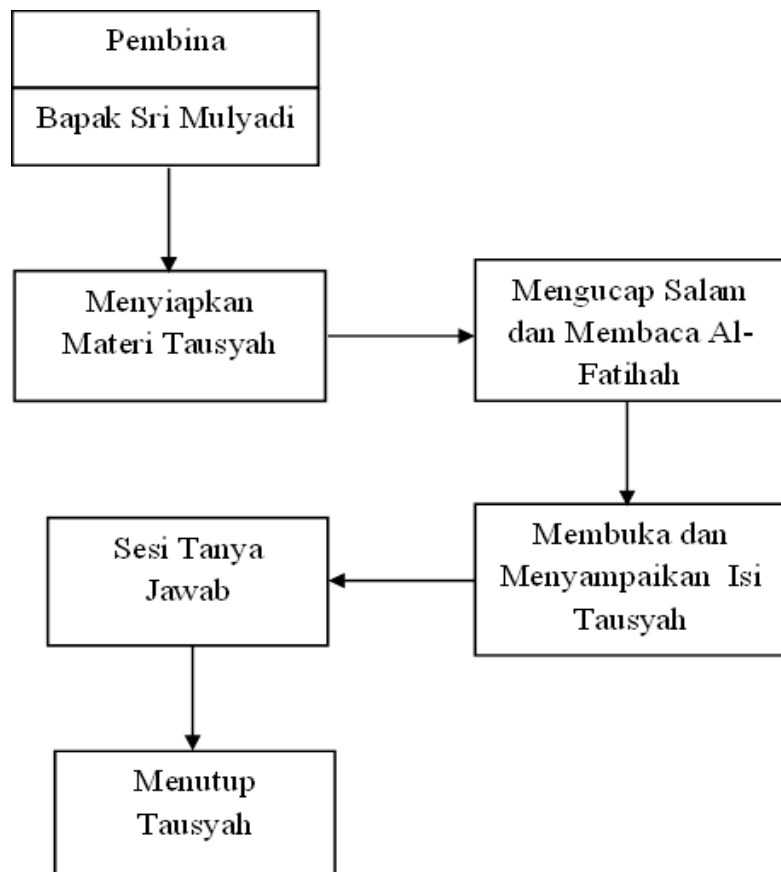 Pembina
Bapak Sri Mulyadi
Menyiapkan
Materi Tausyah
Mengucap Salam
dan Membaca Al-
Fatihah
Membuka dan
Menyampaikan  Isi
Tausyah
Sesi Tanya
Jawab
Menutup
Tausyah